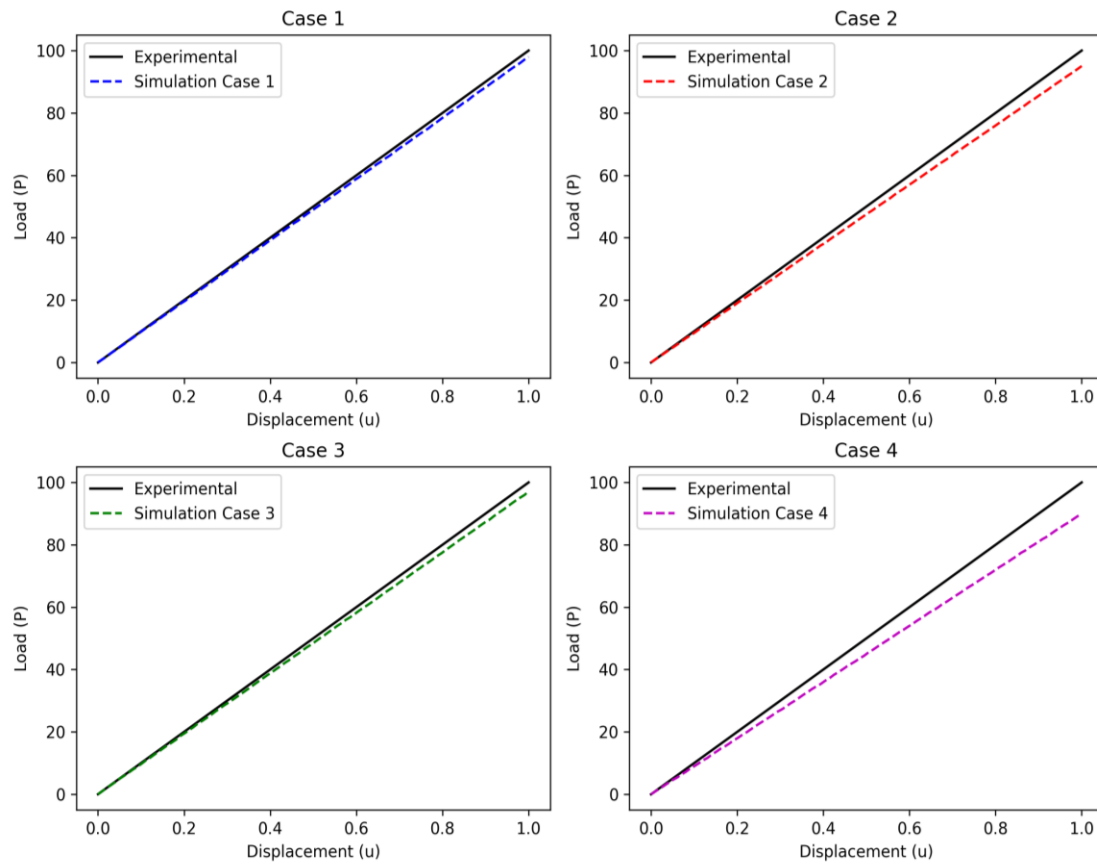 Case 1
Experimental
Simulation Case 1
100
80
60
40
20
0
Load (P)
0.0 0.2 0.4 0.6 0.8 1.0
Displacement (u)
Case 2
Experimental
Simulation Case 2
100
80
60
40
20
0
Load (P)
0.0 0.2 0.4 0.6 0.8 1.0
Displacement (u)
Case 3
Experimental
Simulation Case 3
100
80
60
40
20
0
Load (P)
0.0 0.2 0.4 0.6 0.8 1.0
Displacement (u)
Case 4
Experimental
Simulation Case 4
100
80
60
40
20
0
Load (P)
0.0 0.2 0.4 0.6 0.8 1.0
Displacement (u)